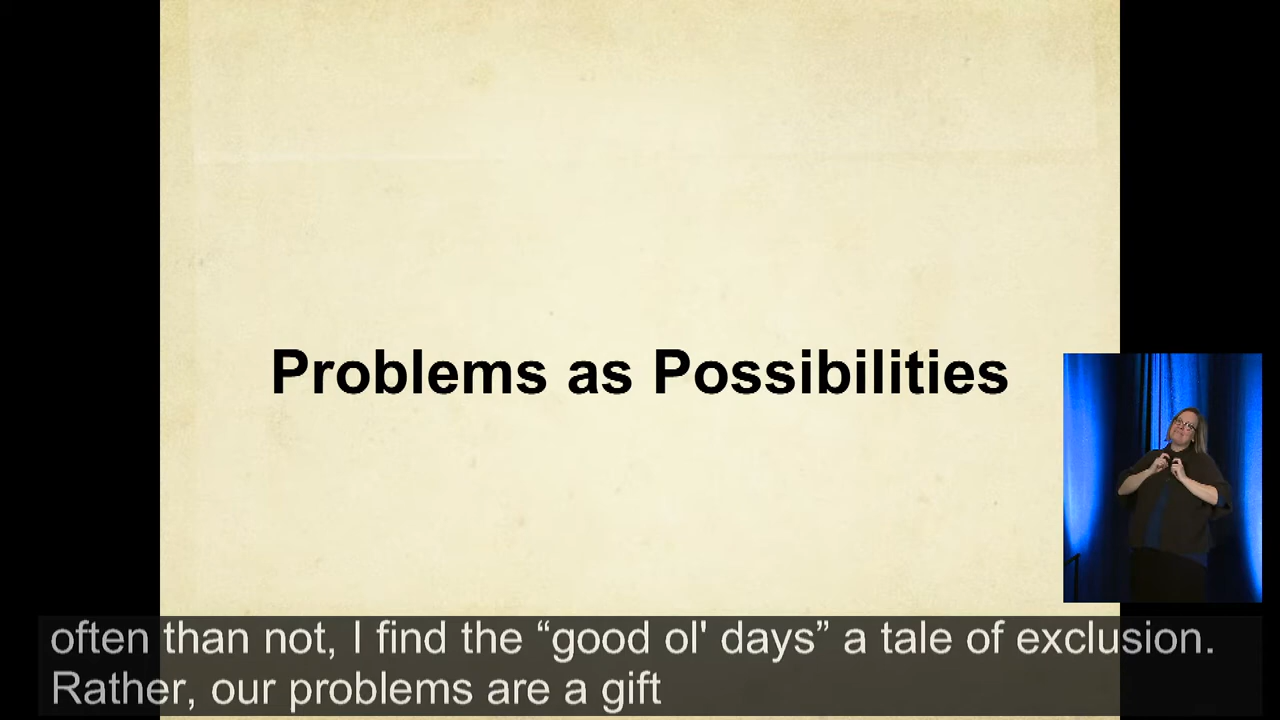 Problems as Possibilities
often than not, I find the “good ol' days” a tale of exclusion.
Rather, our problems are a gift